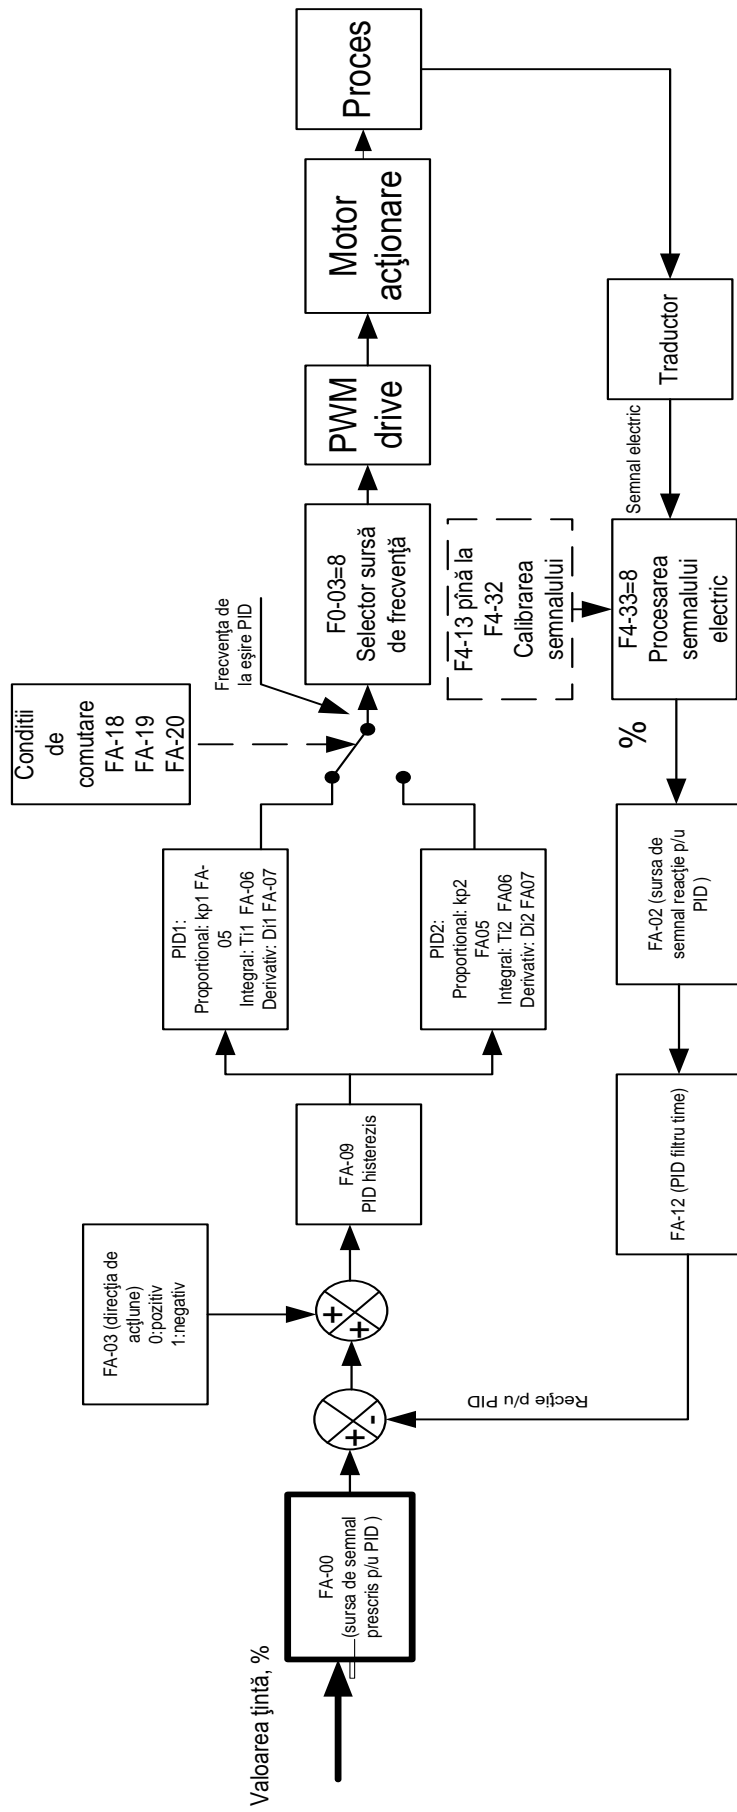 Valoarea ţintă, %
FA-00
(sursa de semnal
prescris p/u PID )
+
-
+
+
FA-03 (direcţia de
acţlune)
0:pozitiv
1:negativ
FA-09
PID histerezis
PID1:
Proportional: kp1 FA-
05
Integral: Ti1 FA-06
Derivativ: Di1 FA-07
PID2:
Proportional: kp2
FA05
Integral: Ti2 FA06
Derivativ: Di2 FA07
Conditii
de
comutare
FA-18
FA-19
FA-20
Frecvenţa de
la eşire PID
F0-03=8
Selector sursă
de frecvenţă
PWM
drive
Motor
acţionare
Proces
Traductor
Semnal electric
F4-13 pînă la
F4-32
Calibrarea
semnalului
F4-33=8
Procesarea
semnalului
electric
%
FA-02 (sursa de
semnal reacţie p/u
PID )
FA-12 (PID filtru time)
Recţie p/u PID